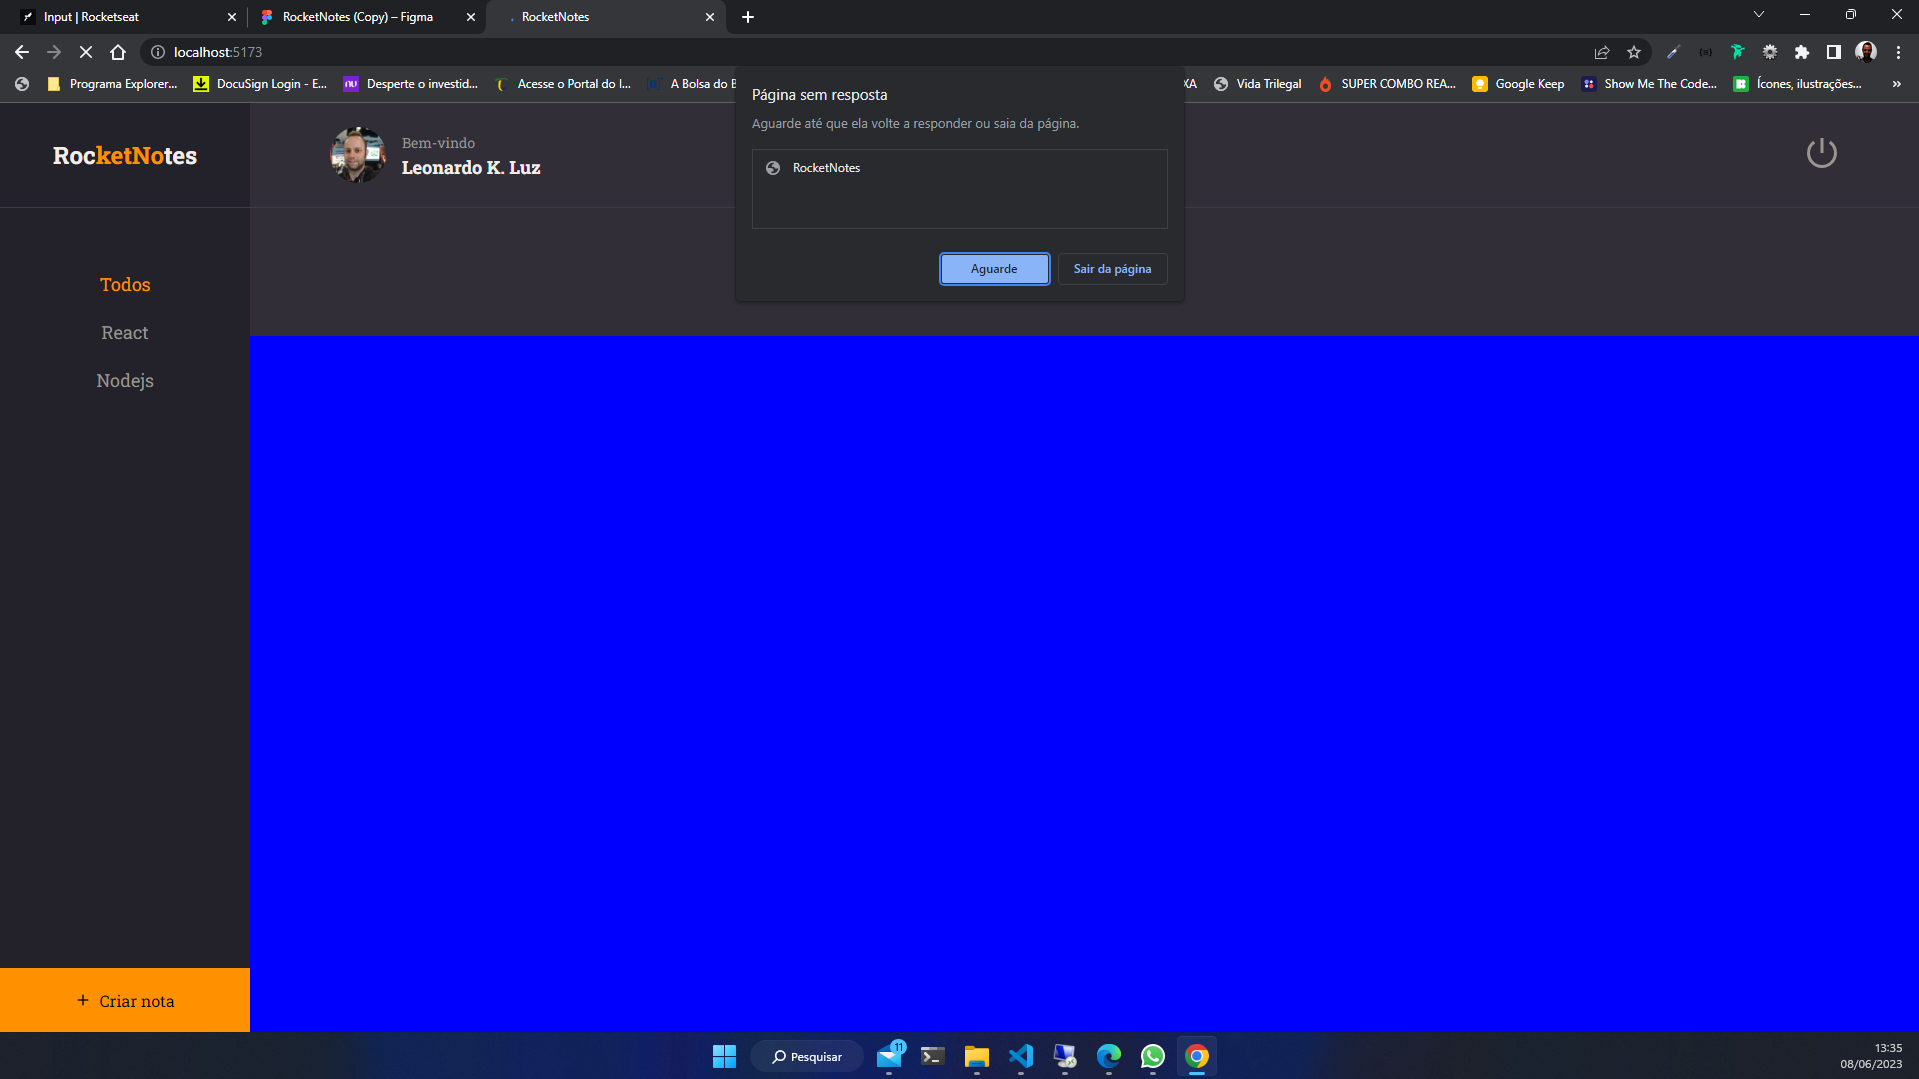 Input | Rocketseat
RocketNotes (Copy) – Figma
RocketNotes
localhost:5173
Programa Explorer...
DocuSign Login - E...
Desperte o investid...
Acesse o Portal do I...
A Bolsa do B
XA
Vida Trilegal
SUPER COMBO REA...
Google Keep
Show Me The Code...
Ícones, ilustrações...
»
Página sem resposta
Aguarde até que ela volte a responder ou saia da página.
RocketNotes
Aguarde
Sair da página
RocketNotes
Bem-vindo
Leonardo K. Luz
Todos
React
Nodejs
+ Criar nota
Pesquisar
11
13:35
08/06/2023